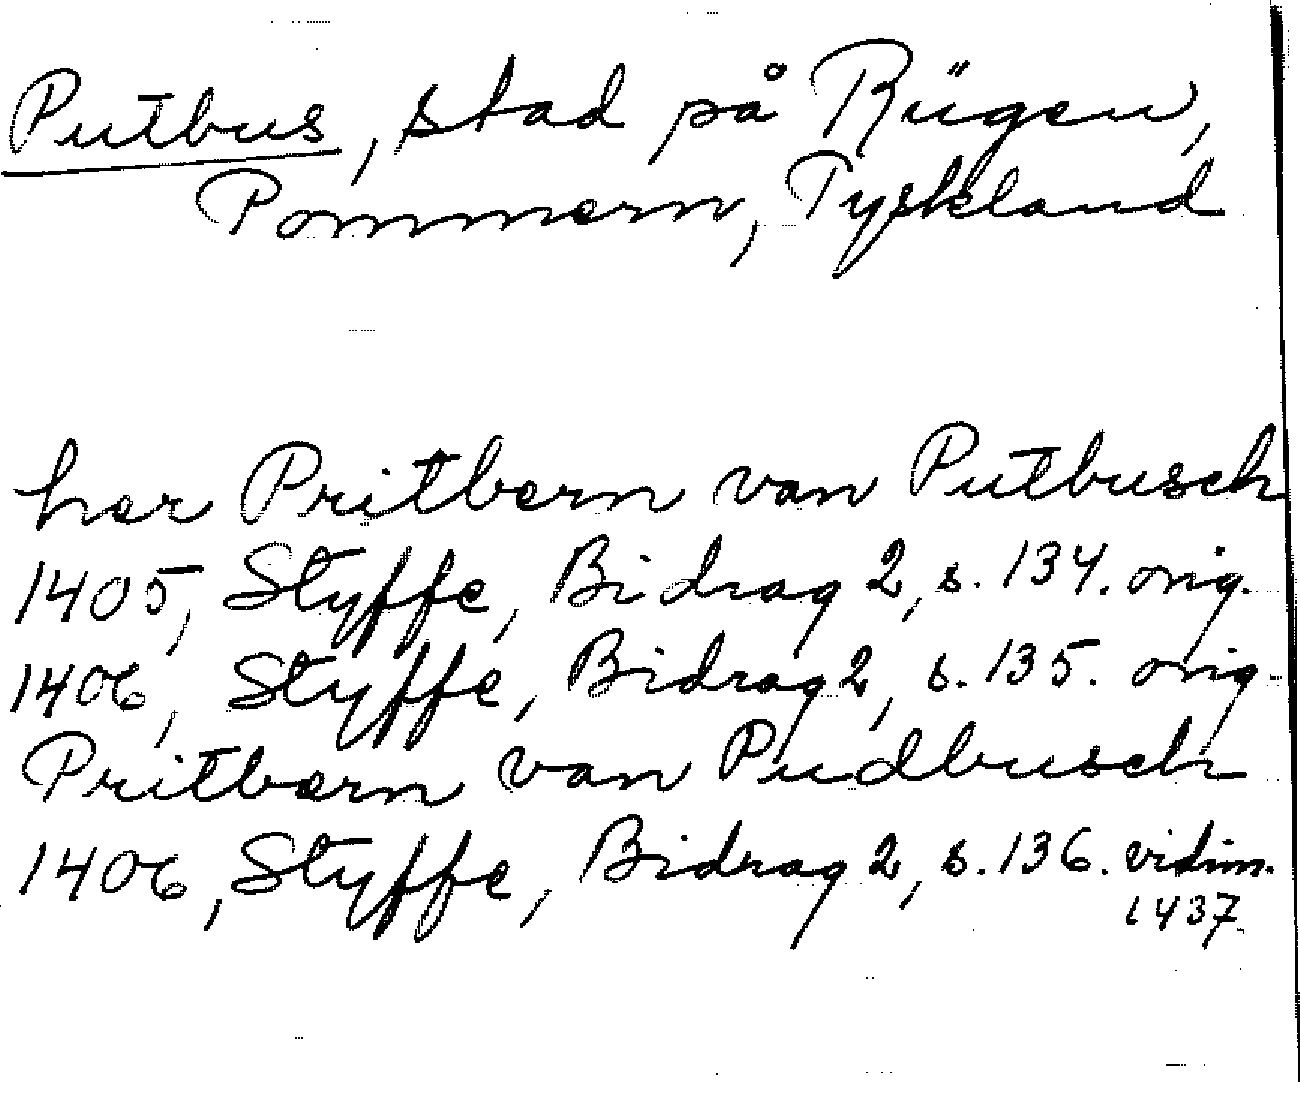 Putbus, stad på Rügen,
Pommern, Tyskland
her Pritbern van Putbusch
1405, Styffe, Bidrag 2, s. 134. orig.
1406, Styffe, Bidrag 2, s. 135. orig.
Pritbern van Pudbusch
1406, Styffe, Bidrag 2, s. 136. vidim.
1437.